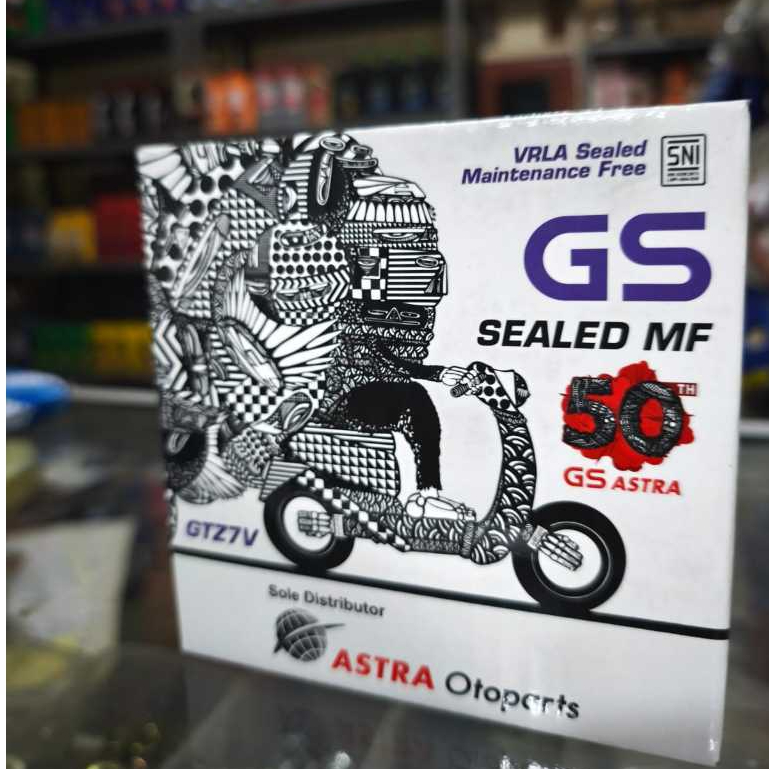 VRLA Sealed
Maintenance Free
SNI
GS
SEALED MF
50TH
GS ASTRA
GTZ7V
Sole Distributor
ASTRA Otoparts